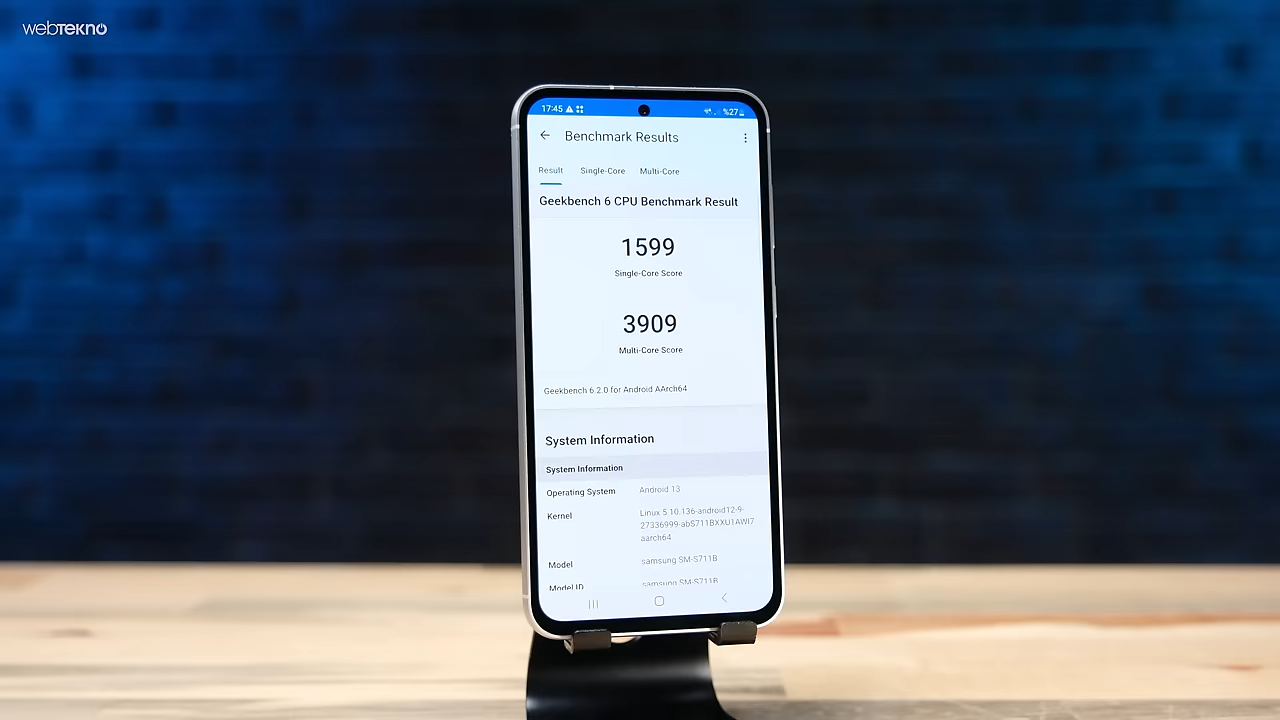 webTEKNO
17:45
%27
Benchmark Results
Result Single-Core Multi-Core
Geekbench 6 CPU Benchmark Result
1599
Single-Core Score
3909
Multi-Core Score
Geekbench 6 2.0 for Android AArch64
System Information
System Information
Operating System Android 13
Kernel Linux 5.10.136-android12-9-
27336999-abS711BXXU1AWI7
aarch64
Model samsung SM-S711B
Model ID samsung SM-S711B